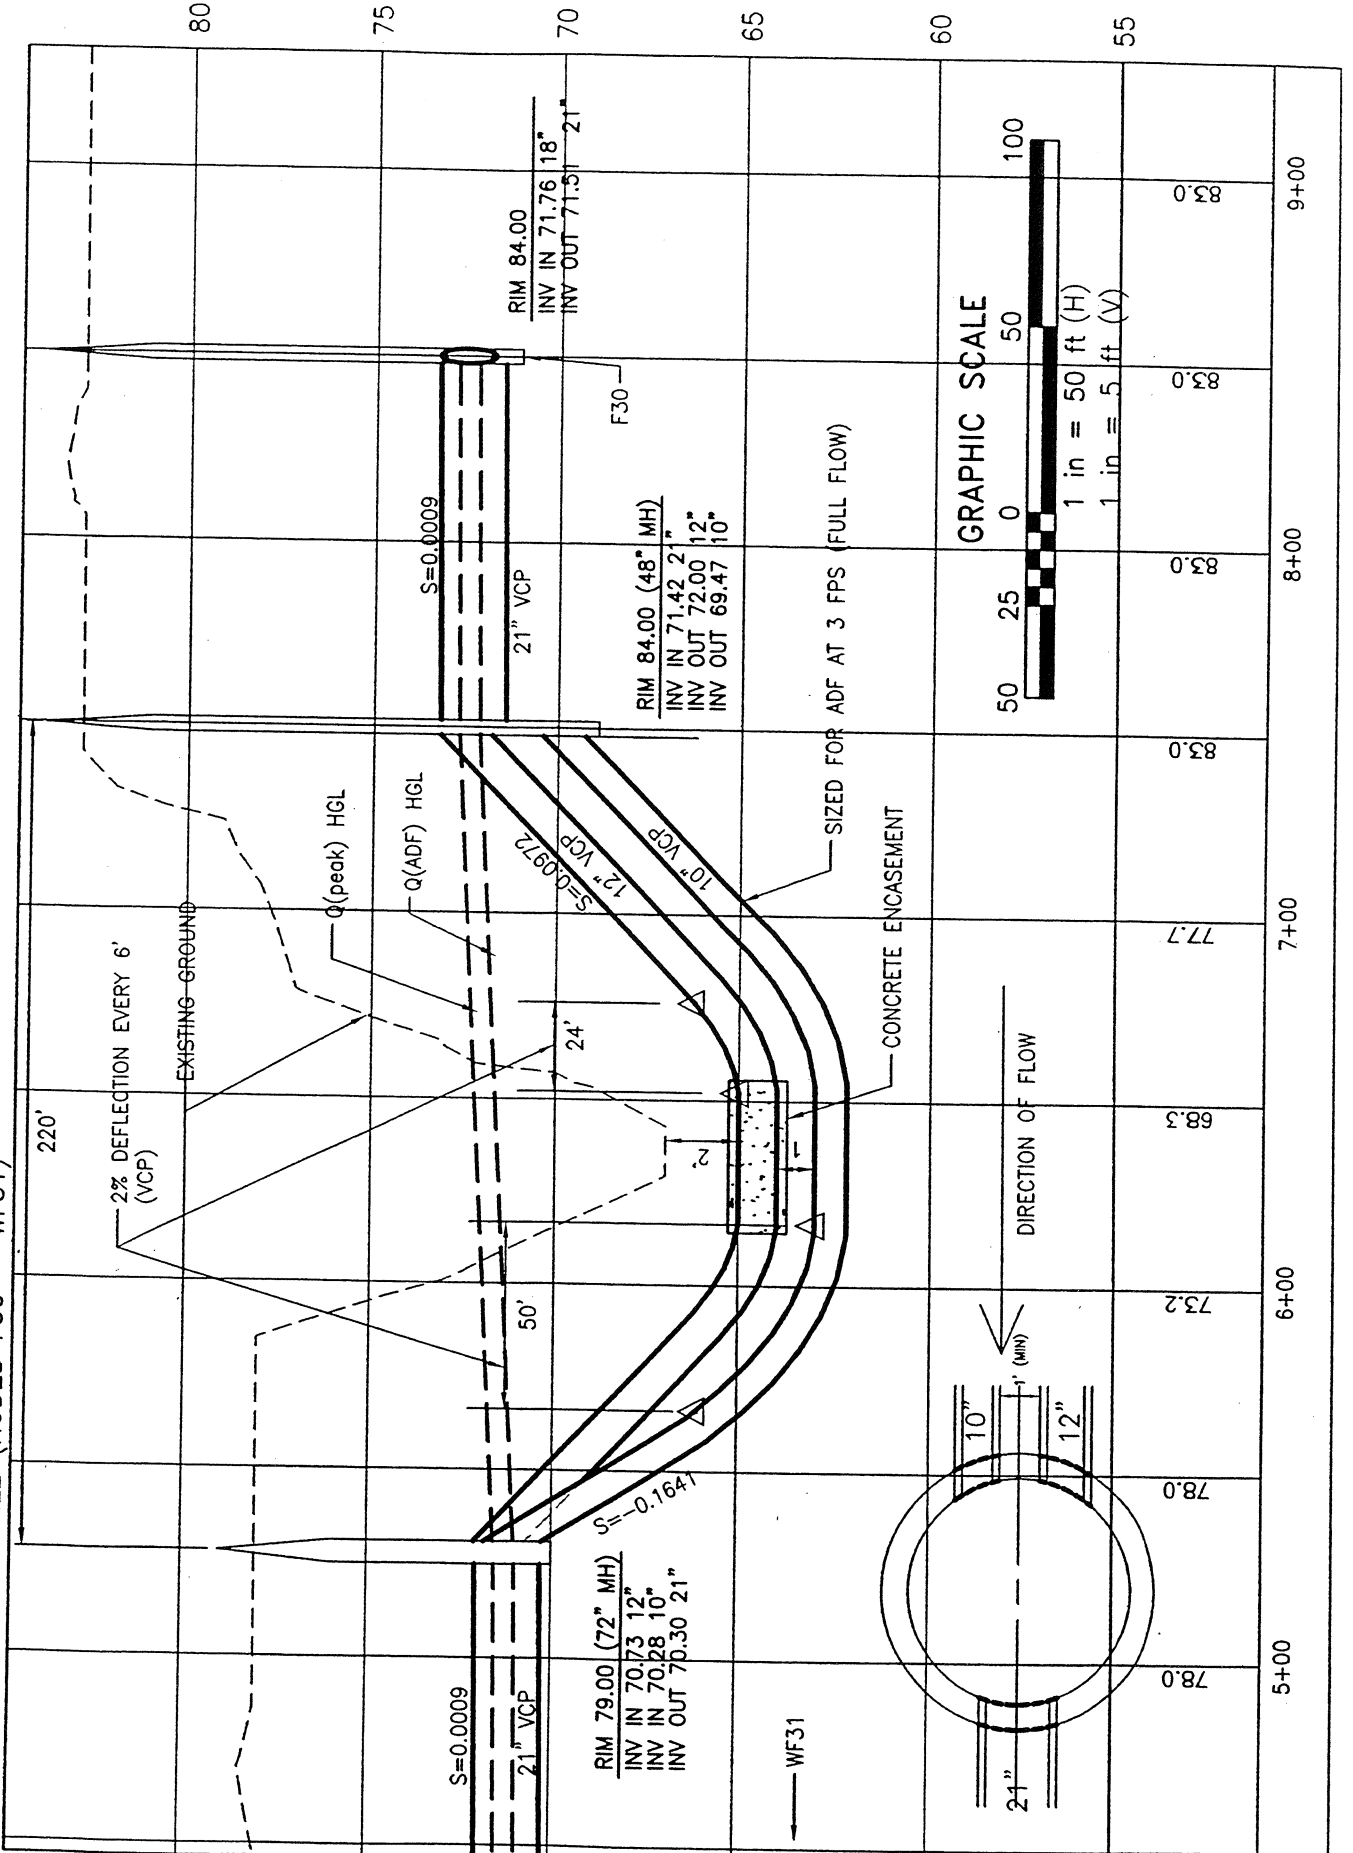 80
75
70
65
60
55
220'
2% DEFLECTION EVERY 6'
(VCP)
EXISTING GROUND
Q(peak) HGL
Q(ADF) HGL
24'
50'
2'
1'
S=0.0009
21" VCP
RIM 84.00
INV IN 71.76 18"
INV OUT 71.51 21"
F30
RIM 84.00 (48" MH)
INV IN 71.42 21"
INV OUT 72.00 12"
INV OUT 69.47 10"
S=0.0972
12" VCP
10" VCP
SIZED FOR ADF AT 3 FPS (FULL FLOW)
CONCRETE ENCASEMENT
S=-0.1641
S=0.0009
21" VCP
RIM 79.00 (72" MH)
INV IN 70.73 12"
INV IN 70.28 10"
INV OUT 70.30 21"
WF31
GRAPHIC SCALE
50
25
0
50
100
1 in = 50 ft (H)
1 in = 5 ft (V)
DIRECTION OF FLOW
1' (MIN)
10"
12"
21"
78.0
78.0
73.2
68.3
77.7
83.0
83.0
83.0
83.0
5+00
6+00
7+00
8+00
9+00